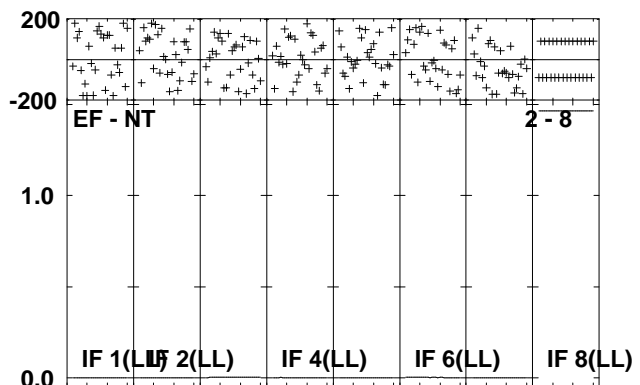 200
-200
EF - NT 2 - 8
1.0
0.0
IF 1(LL) IF 2(LL) IF 4(LL) IF 6(LL) IF 8(LL)